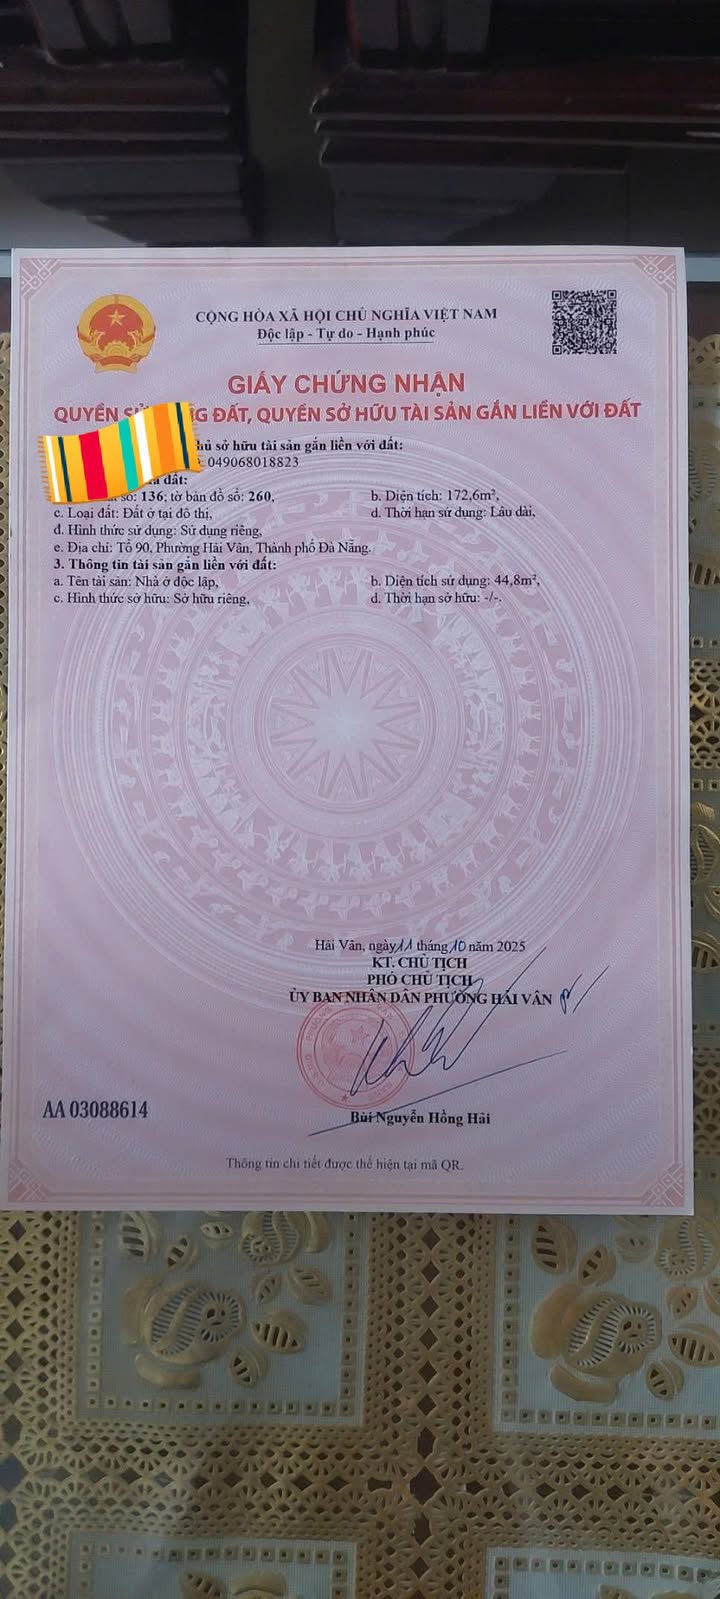 CỘNG HÒA XÃ HỘI CHỦ NGHĨA VIỆT NAM
Độc lập - Tự do - Hạnh phúc
GIẤY CHỨNG NHẬN
QUYỀN SỬ NG ĐẤT, QUYỀN SỞ HỮU TÀI SẢN GẮN LIỀN VỚI ĐẤT
hủ sở hữu tài sản gắn liền với đất:
: 049068018823
đất:
số: 136; tờ bản đồ số: 260,
b. Diện tích: 172,6m²,
c. Loại đất: Đất ở tại đô thị,
d. Thời hạn sử dụng: Lâu dài,
đ. Hình thức sử dụng: Sử dụng riêng,
e. Địa chỉ: Tổ 90, Phường Hải Vân, Thành phố Đà Nẵng.
3. Thông tin tài sản gắn liền với đất:
a. Tên tài sản: Nhà ở độc lập,
b. Diện tích sử dụng: 44,8m²,
c. Hình thức sở hữu: Sở hữu riêng,
d. Thời hạn sở hữu: -/-.
Hải Vân, ngày 11 tháng 10 năm 2025
KT. CHỦ TỊCH
PHÓ CHỦ TỊCH
ỦY BAN NHÂN DÂN PHƯỜNG HẢI VÂN
Bùi Nguyễn Hồng Hải
AA 03088614
Thông tin chi tiết được thể hiện tại mã QR.